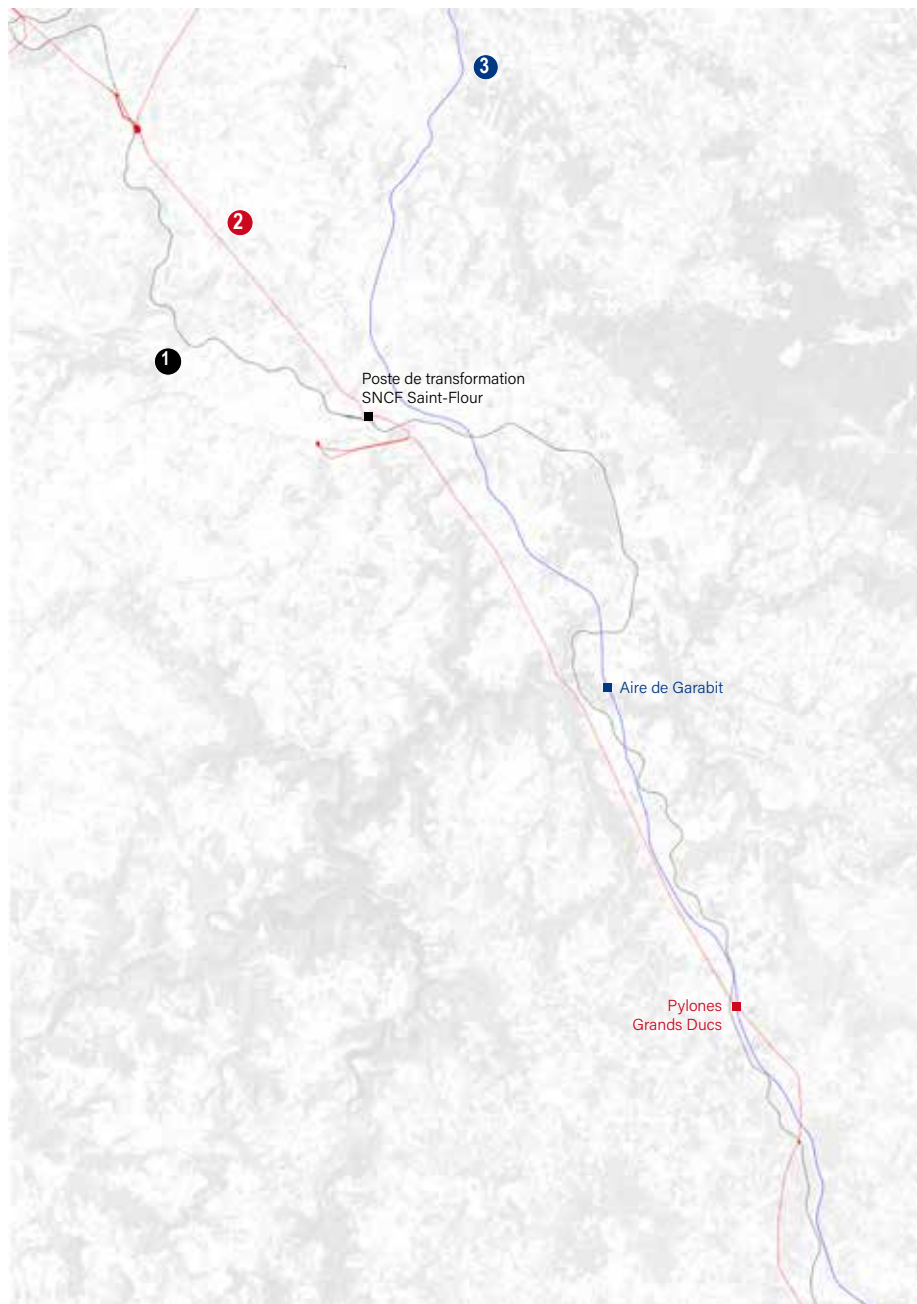 3
2
1
Poste de transformation
SNCF Saint-Flour
Aire de Garabit
Pylones
Grands Ducs